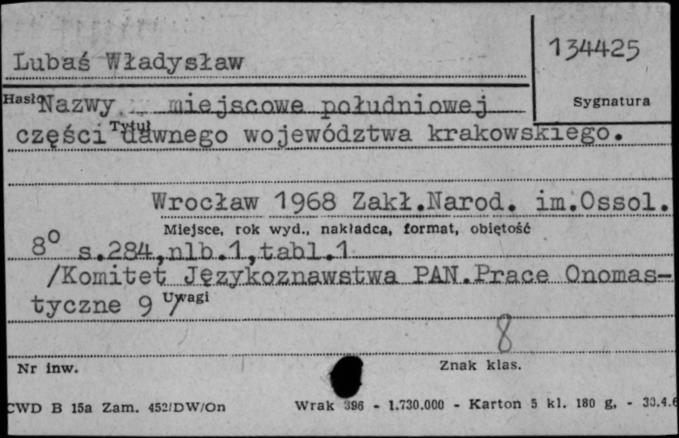 Lubaś Władysław
134425
Hasło
Sygnatura
Nazwy miejscowe południowej
Tytuł
części dawnego województwa krakowskiego.
Wrocław 1968 Zakł.Narod. im.Ossol.
Miejsce, rok wyd., nakładca, format, objętość
8° s.284,nlb.1,tabl.1
/Komitet Językoznawstwa PAN.Prace Onomas-
tyczne 9 /
Uwagi
8
Nr inw.
Znak klas.
CWD B 15a Zam. 452/DW/On
Wrak 396 - 1.730.000 - Karton 5 kl. 180 g. - 30.4.6